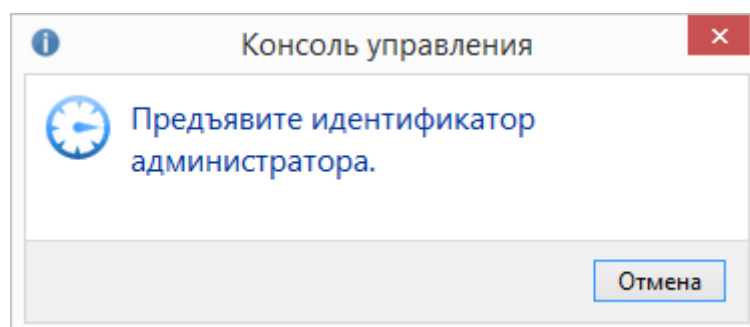 Консоль управления
Предъявите идентификатор
администратора.
Отмена